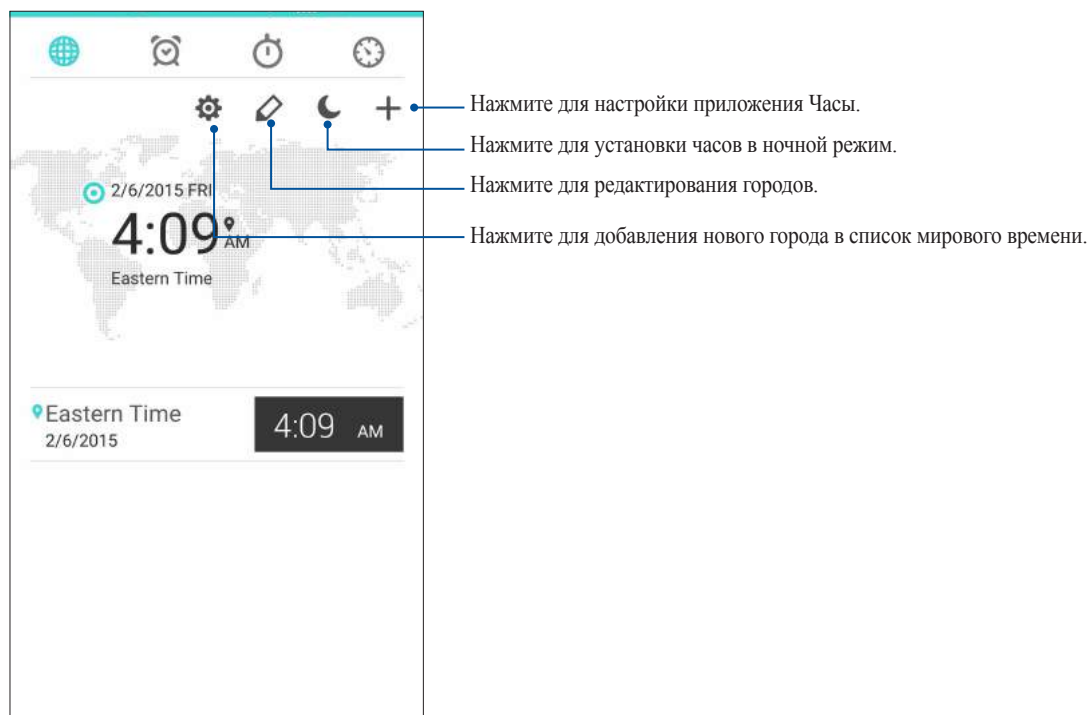 Нажмите для настройки приложения Часы.
Нажмите для установки часов в ночной режим.
Нажмите для редактирования городов.
Нажмите для добавления нового города в список мирового времени.
2/6/2015 FRI
4:09 AM
Eastern Time
Eastern Time
2/6/2015
4:09 AM